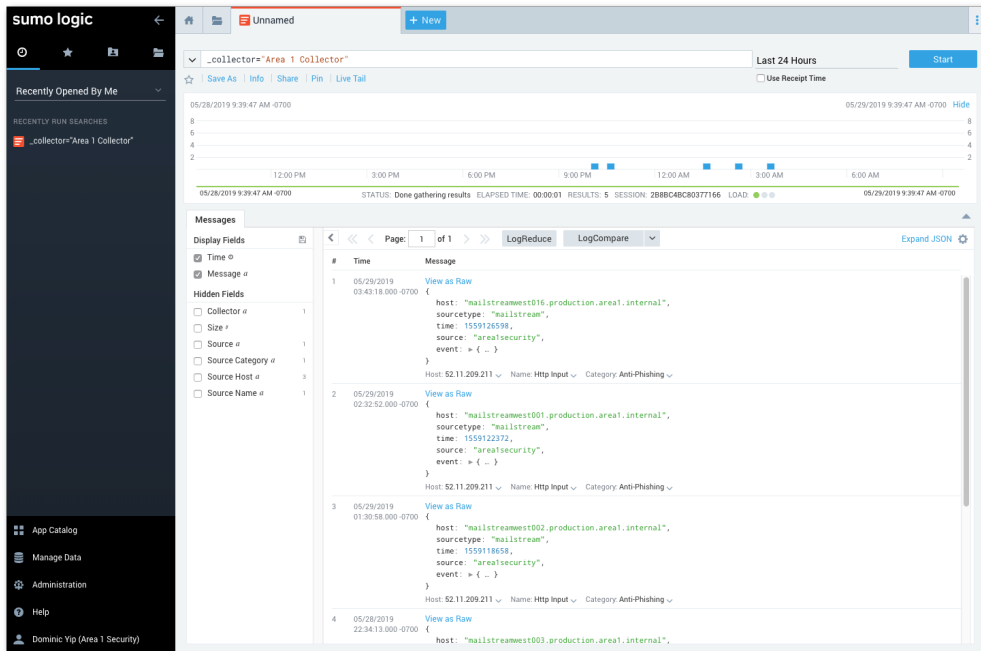 sumo logic
Unnamed
+ New
Recently Opened By Me
RECENTLY RUN SEARCHES
_collector="Area 1 Collector"
App Catalog
Manage Data
Administration
Help
Dominic Yip (Area 1 Security)
_collector="Area 1 Collector"
Last 24 Hours
Start
Save As | Info | Share | Pin | Live Tail
Use Receipt Time
05/28/2019 9:39:47 AM -0700
05/29/2019 9:39:47 AM -0700 Hide
8 8
6 6
4 4
2 2
12:00 PM 3:00 PM 6:00 PM 9:00 PM 12:00 AM 3:00 AM 6:00 AM
05/28/2019 9:39:47 AM -0700
STATUS: Done gathering results ELAPSED TIME: 00:00:01 RESULTS: 5 SESSION: 2B8BC4BC80377166 LOAD:
05/29/2019 9:39:47 AM -0700
Messages
Display Fields
Time
Message a
Hidden Fields
Collector a 1
Size #
Source a 1
Source Category a 1
Source Host a 3
Source Name a 1
Page: 1 of 1
LogReduce
LogCompare
Expand JSON
# Time Message
1 05/29/2019 View as Raw
03:43:18.000 -0700 {
host: "mailstreamwest016.production.area1.internal",
sourcetype: "mailstream",
time: 1559126598,
source: "area1security",
event: ▶ { … }
}
Host: 52.11.209.211 Name: Http Input Category: Anti-Phishing
2 05/29/2019 View as Raw
02:32:52.000 -0700 {
host: "mailstreamwest001.production.area1.internal",
sourcetype: "mailstream",
time: 1559122372,
source: "area1security",
event: ▶ { … }
}
Host: 52.11.209.211 Name: Http Input Category: Anti-Phishing
3 05/29/2019 View as Raw
01:30:58.000 -0700 {
host: "mailstreamwest002.production.area1.internal",
sourcetype: "mailstream",
time: 1559118658,
source: "area1security",
event: ▶ { … }
}
Host: 52.11.209.211 Name: Http Input Category: Anti-Phishing
4 05/28/2019 View as Raw
22:34:13.000 -0700 {
host: "mailstreamwest003.production.area1.internal",